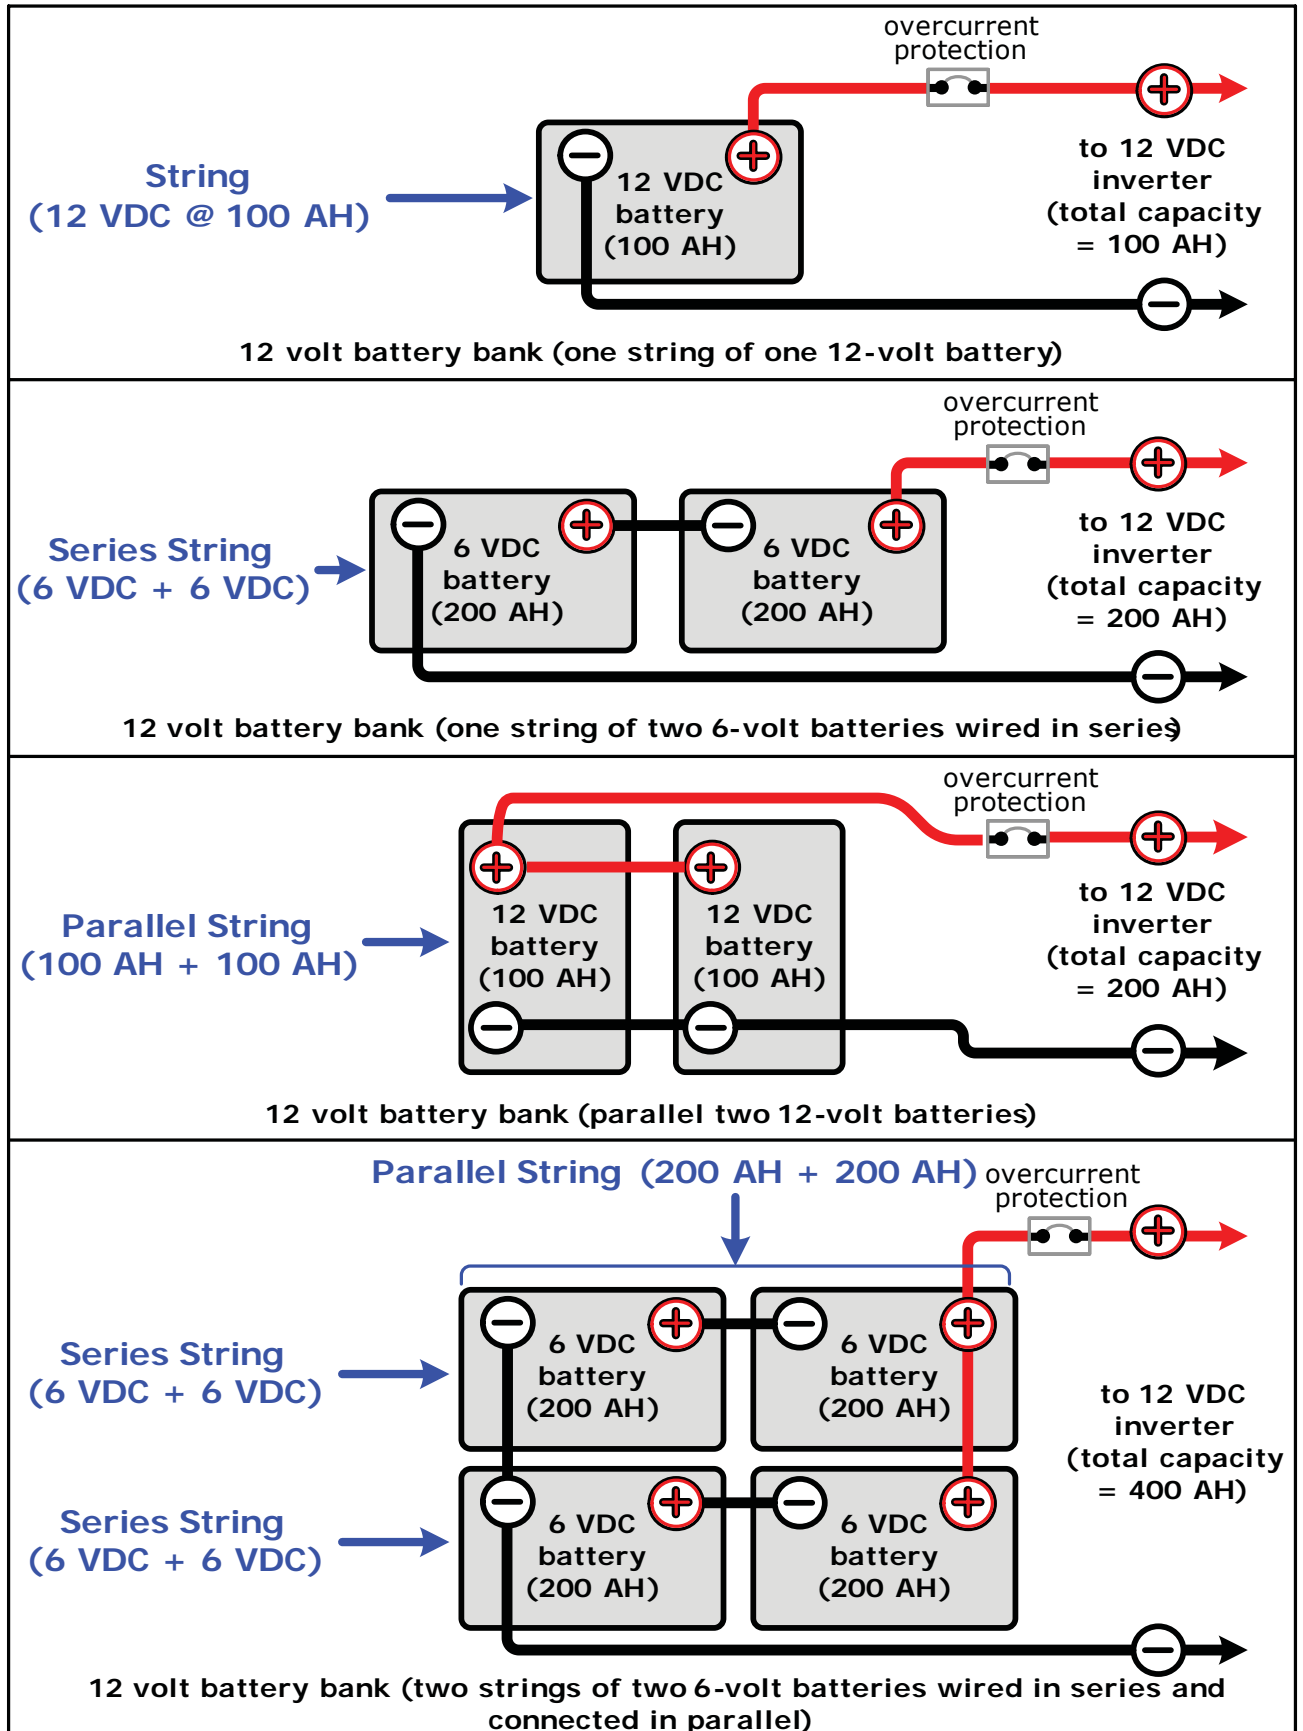 overcurrent
protection
String
(12 VDC @ 100 AH)
12 VDC
battery
(100 AH)
to 12 VDC
inverter
(total capacity
= 100 AH)
12 volt battery bank (one string of one 12-volt battery)
overcurrent
protection
Series String
(6 VDC + 6 VDC)
6 VDC
battery
(200 AH)
6 VDC
battery
(200 AH)
to 12 VDC
inverter
(total capacity
= 200 AH)
12 volt battery bank (one string of two 6-volt batteries wired in series)
overcurrent
protection
Parallel String
(100 AH + 100 AH)
12 VDC
battery
(100 AH)
12 VDC
battery
(100 AH)
to 12 VDC
inverter
(total capacity
= 200 AH)
12 volt battery bank (parallel two 12-volt batteries)
Parallel String (200 AH + 200 AH)
overcurrent
protection
Series String
(6 VDC + 6 VDC)
6 VDC
battery
(200 AH)
6 VDC
battery
(200 AH)
to 12 VDC
inverter
(total capacity
= 400 AH)
Series String
(6 VDC + 6 VDC)
6 VDC
battery
(200 AH)
6 VDC
battery
(200 AH)
12 volt battery bank (two strings of two 6-volt batteries wired in series and
connected in parallel)